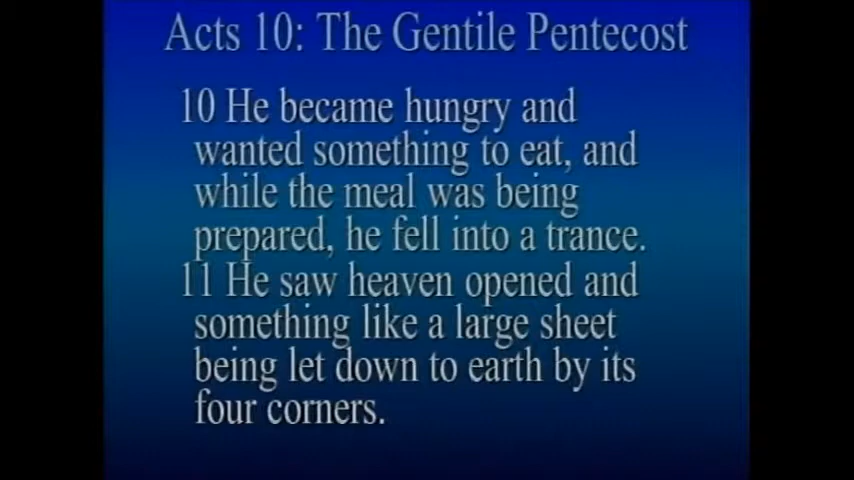 Acts 10: The Gentile Pentecost
10 He became hungry and
wanted something to eat, and
while the meal was being
prepared, he fell into a trance.
11 He saw heaven opened and
something like a large sheet
being let down to earth by its
four corners.